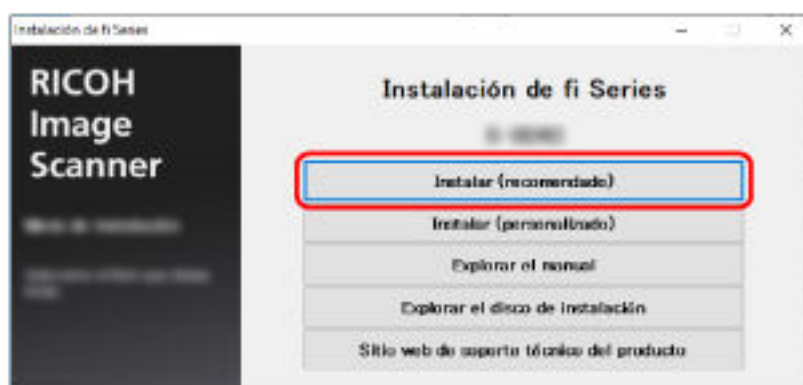 Instalación de fi Series
RICOH
Image
Scanner
Instalación de fi Series
Instalar (recomendado)
Instalar (personalizado)
Explorar el manual
Explorar el disco de instalación
Sitio web de soporte técnico del producto